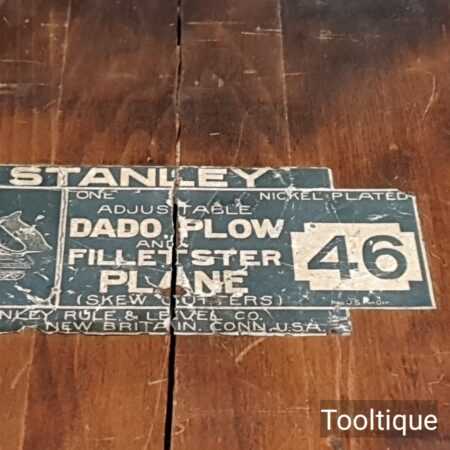 STANLEY
ONE NICKEL PLATED
ADJUSTABLE
DADO, PLOW
AND
FILLETSTER
PLANE
46
(SKEW CUTTERS)
NLEY RULE & LEVEL CO.
NEW BRITAIN. CONN. U.S.A.
Tooltique